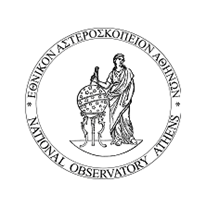 ΕΘΝΙΚΟΝ ΑΣΤΕΡΟΣΚΟΠΕΙΟΝ ΑΘΗΝΩΝ
NATIONAL OBSERVATORY ATHENS